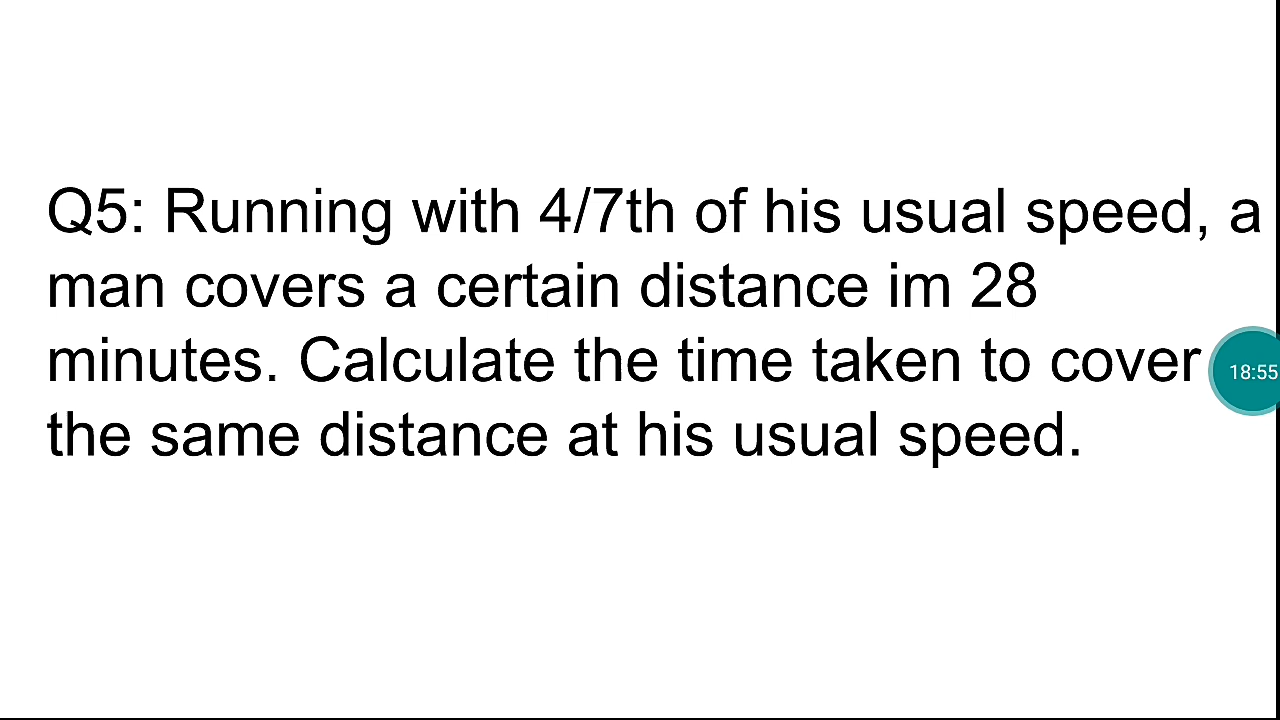 Q5: Running with 4/7th of his usual speed, a
man covers a certain distance im 28
minutes. Calculate the time taken to cover
18:55
the same distance at his usual speed.